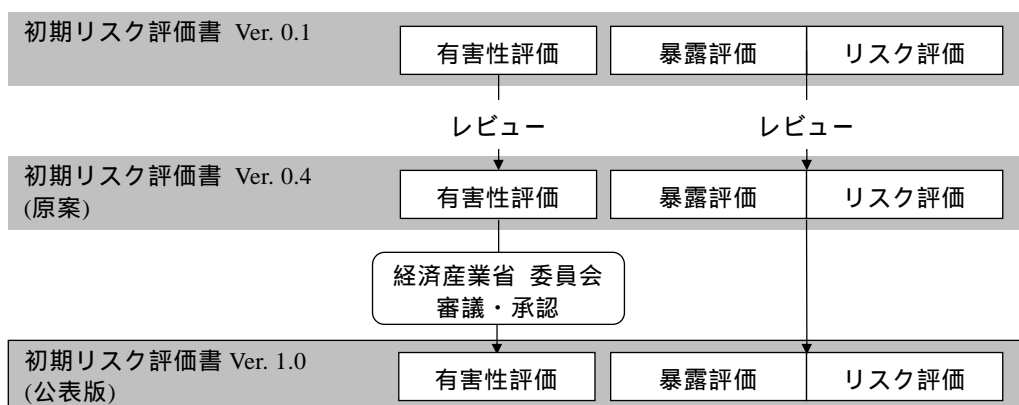 初期リスク評価書 Ver. 0.1
有害性評価 暴露評価 リスク評価
レビュー レビュー
初期リスク評価書 Ver. 0.4
(原案)
有害性評価 暴露評価 リスク評価
経済産業省 委員会
審議・承認
初期リスク評価書 Ver. 1.0
(公表版)
有害性評価 暴露評価 リスク評価